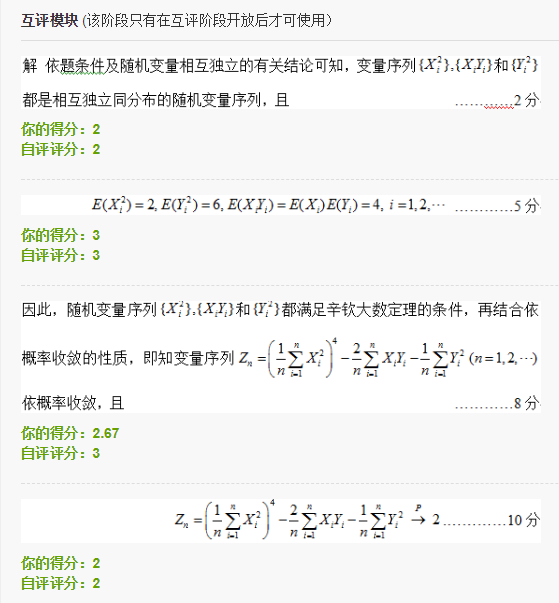 互评模块 (该阶段只有在互评阶段开放后才可使用)
解 依题条件及随机变量相互独立的有关结论可知，变量序列{X_i^2},{X_iY_i}和{Y_i^2}
都是相互独立同分布的随机变量序列，且 …………2 分
你的得分：2
自评评分：2
E(X_i^2)=2, E(Y_i^2)=6, E(X_iY_i)=E(X_i)E(Y_i)=4, i=1,2,⋯ …………5 分
你的得分：3
自评评分：3
因此，随机变量序列{X_i^2},{X_iY_i}和{Y_i^2}都满足辛钦大数定理的条件，再结合依
概率收敛的性质，即知变量序列 Z_n=(1/n ∑_{i=1}^n X_i^2)^4−2/n ∑_{i=1}^n X_iY_i−1/n ∑_{i=1}^n Y_i^2 (n=1,2,⋯)
依概率收敛，且 …………8 分
你的得分：2.67
自评评分：3
Z_n=(1/n ∑_{i=1}^n X_i^2)^4−2/n ∑_{i=1}^n X_iY_i−1/n ∑_{i=1}^n Y_i^2 →^P 2…………10 分
你的得分：2
自评评分：2